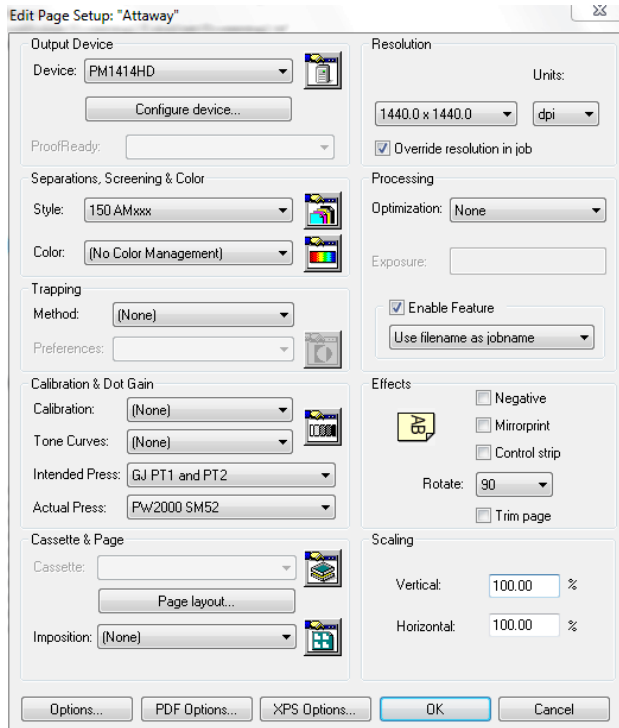 Edit Page Setup: "Attaway"
Output Device
Device: PM1414HD
Configure device...
ProofReady:
Separations, Screening & Color
Style: 150 AMxxx
Color: (No Color Management)
Trapping
Method: (None)
Preferences:
Calibration & Dot Gain
Calibration: (None)
Tone Curves: (None)
Intended Press: GJ PT1 and PT2
Actual Press: PW2000 SM52
Cassette & Page
Cassette:
Page layout...
Imposition: (None)
Resolution
Units:
1440.0 x 1440.0 dpi
Override resolution in job
Processing
Optimization: None
Exposure:
Enable Feature
Use filename as jobname
Effects
AB
Negative
Mirrorprint
Control strip
Rotate: 90
Trim page
Scaling
Vertical: 100.00 %
Horizontal: 100.00 %
Options... PDF Options... XPS Options... OK Cancel